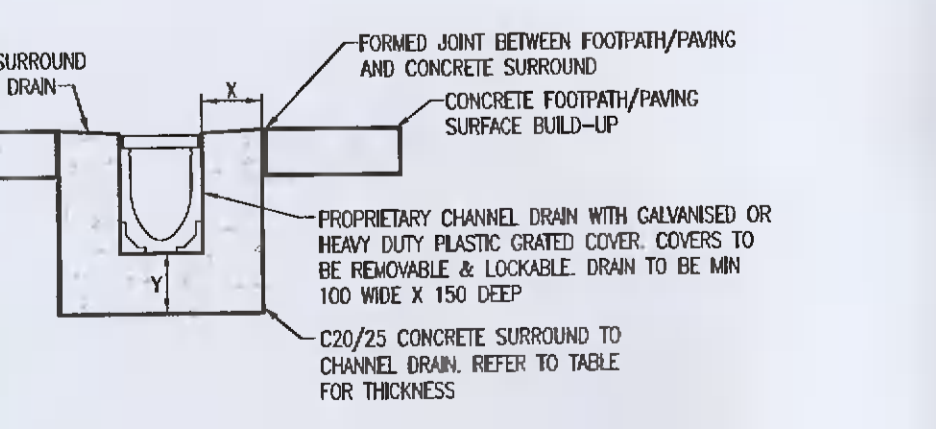 SURROUND
DRAIN
X
FORMED JOINT BETWEEN FOOTPATH/PAVING
AND CONCRETE SURROUND
CONCRETE FOOTPATH/PAVING
SURFACE BUILD-UP
PROPRIETARY CHANNEL DRAIN WITH GALVANISED OR
HEAVY DUTY PLASTIC GRATED COVER. COVERS TO
BE REMOVABLE & LOCKABLE. DRAIN TO BE MIN
100 WIDE X 150 DEEP
Y
C20/25 CONCRETE SURROUND TO
CHANNEL DRAIN. REFER TO TABLE
FOR THICKNESS